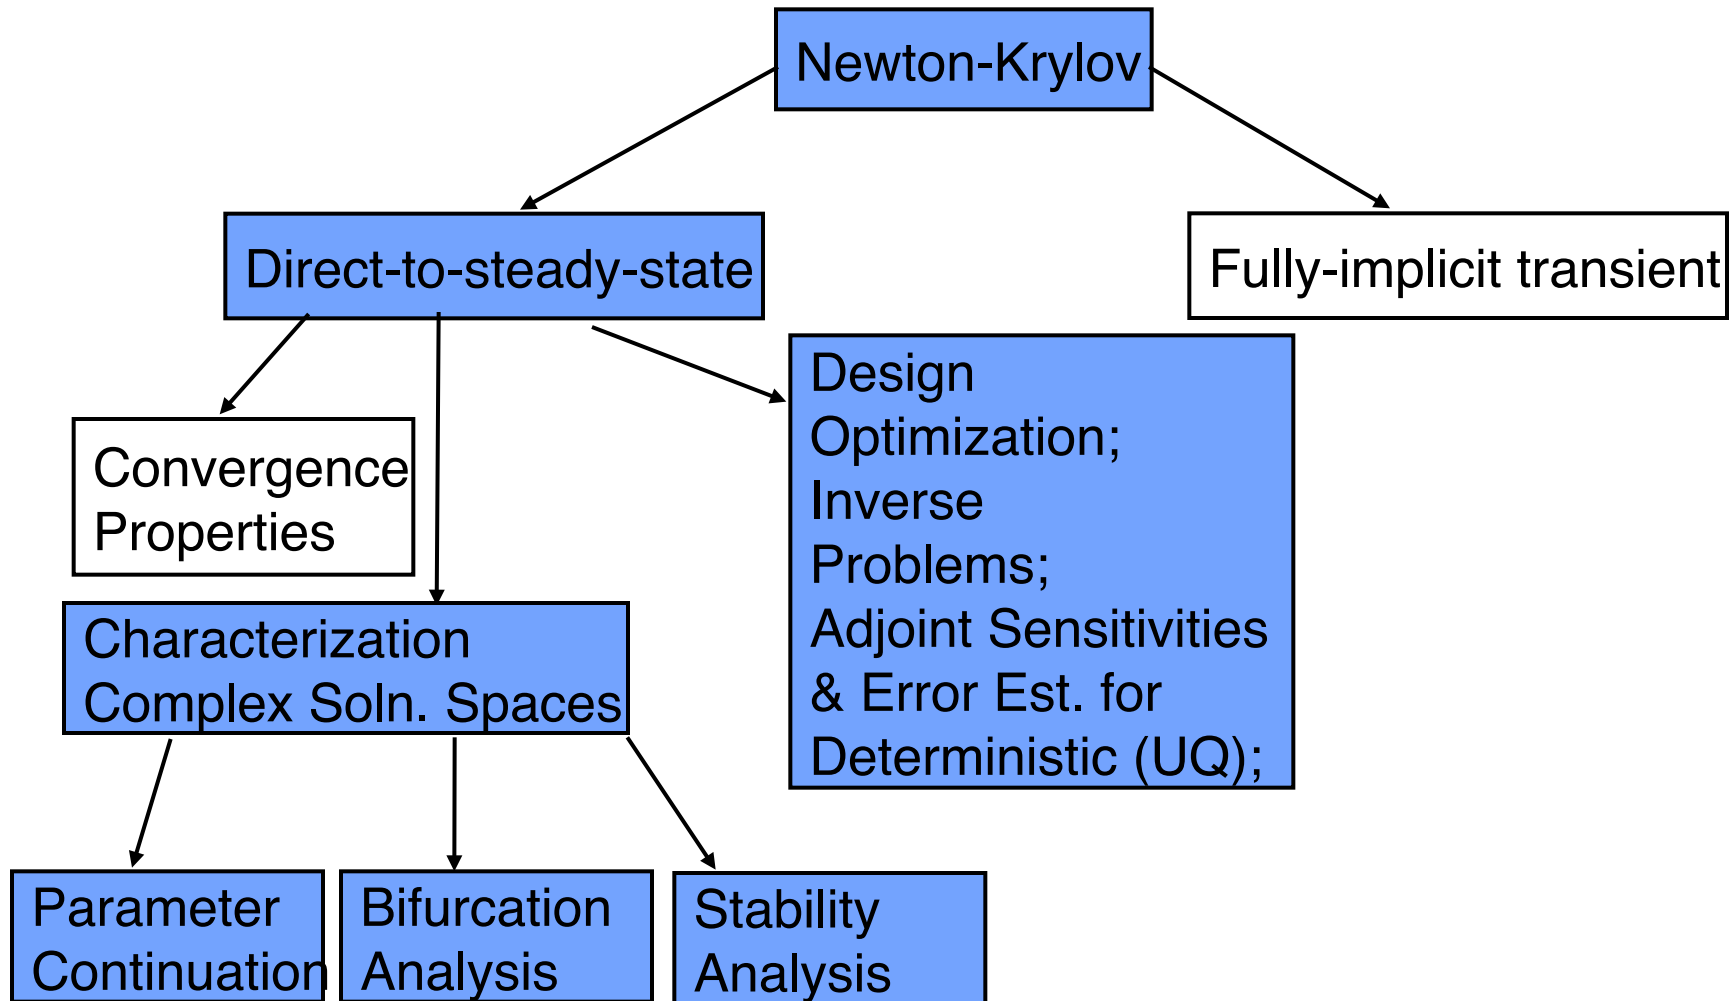 Newton-Krylov
Direct-to-steady-state
Fully-implicit transient
Convergence
Properties
Design
Optimization;
Inverse
Problems;
Adjoint Sensitivities
& Error Est. for
Deterministic (UQ);
Characterization
Complex Soln. Spaces
Parameter
Continuation
Bifurcation
Analysis
Stability
Analysis